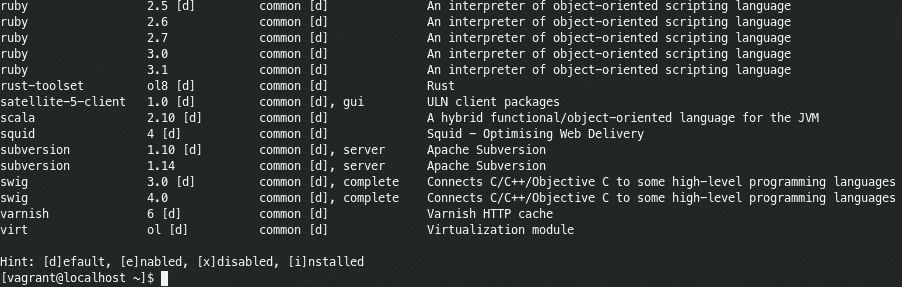 ruby 2.5 [d] common [d] An interpreter of object-oriented scripting language
ruby 2.6 common [d] An interpreter of object-oriented scripting language
ruby 2.7 common [d] An interpreter of object-oriented scripting language
ruby 3.0 common [d] An interpreter of object-oriented scripting language
ruby 3.1 common [d] An interpreter of object-oriented scripting language
rust-toolset ol8 [d] common [d] Rust
satellite-5-client 1.0 [d] common [d], gui ULN client packages
scala 2.10 [d] common [d] A hybrid functional/object-oriented language for the JVM
squid 4 [d] common [d] Squid - Optimising Web Delivery
subversion 1.10 [d] common [d], server Apache Subversion
subversion 1.14 common [d], server Apache Subversion
swig 3.0 [d] common [d], complete Connects C/C++/Objective C to some high-level programming languages
swig 4.0 common [d], complete Connects C/C++/Objective C to some high-level programming languages
varnish 6 [d] common [d] Varnish HTTP cache
virt ol [d] common [d] Virtualization module
Hint: [d]efault, [e]nabled, [x]disabled, [i]nstalled
[vagrant@localhost ~]$